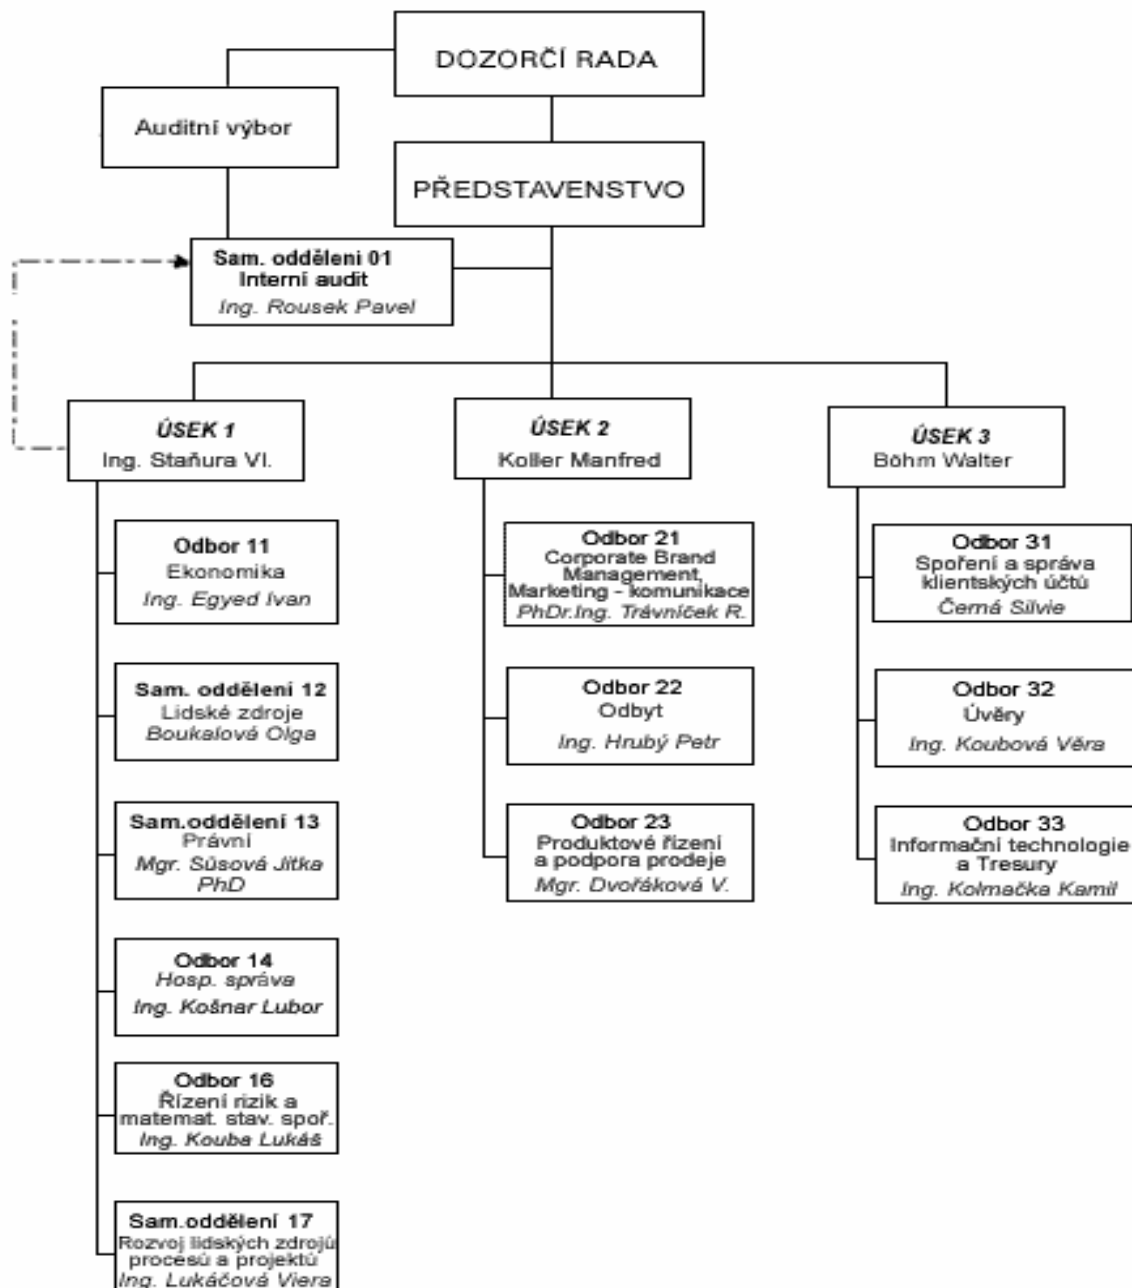 DOZORČÍ RADA
Auditní výbor
PŘEDSTAVENSTVO
Sam. odděleni 01
Interní audit
Ing. Rousek Pavel
ÚSEK 1
Ing. Staňura Vl.
ÚSEK 2
Koller Manfred
ÚSEK 3
Böhm Walter
Odbor 11
Ekonomika
Ing. Egyed Ivan
Sam. oddělení 12
Lidské zdroje
Boukalová Olga
Sam.oddělení 13
Právní
Mgr. Sůsová Jitka
PhD
Odbor 14
Hosp. správa
Ing. Košnar Lubor
Odbor 16
Řízení rizik a
matemat. stav. spoř.
Ing. Kouba Lukáš
Sam.oddělení 17
Rozvoj lidských zdrojů
procesů a projektů
Ing. Lukáčová Viera
Odbor 21
Corporate Brand
Management,
Marketing - komunikace
PhDr.Ing. Trávníček R.
Odbor 22
Odbyt
Ing. Hrubý Petr
Odbor 23
Produktové řízení
a podpora prodeje
Mgr. Dvořáková V.
Odbor 31
Spoření a správa
klientských účtů
Černá Silvie
Odbor 32
Úvěry
Ing. Koubová Věra
Odbor 33
Informační technologie
a Tresury
Ing. Kolmačka Kamil